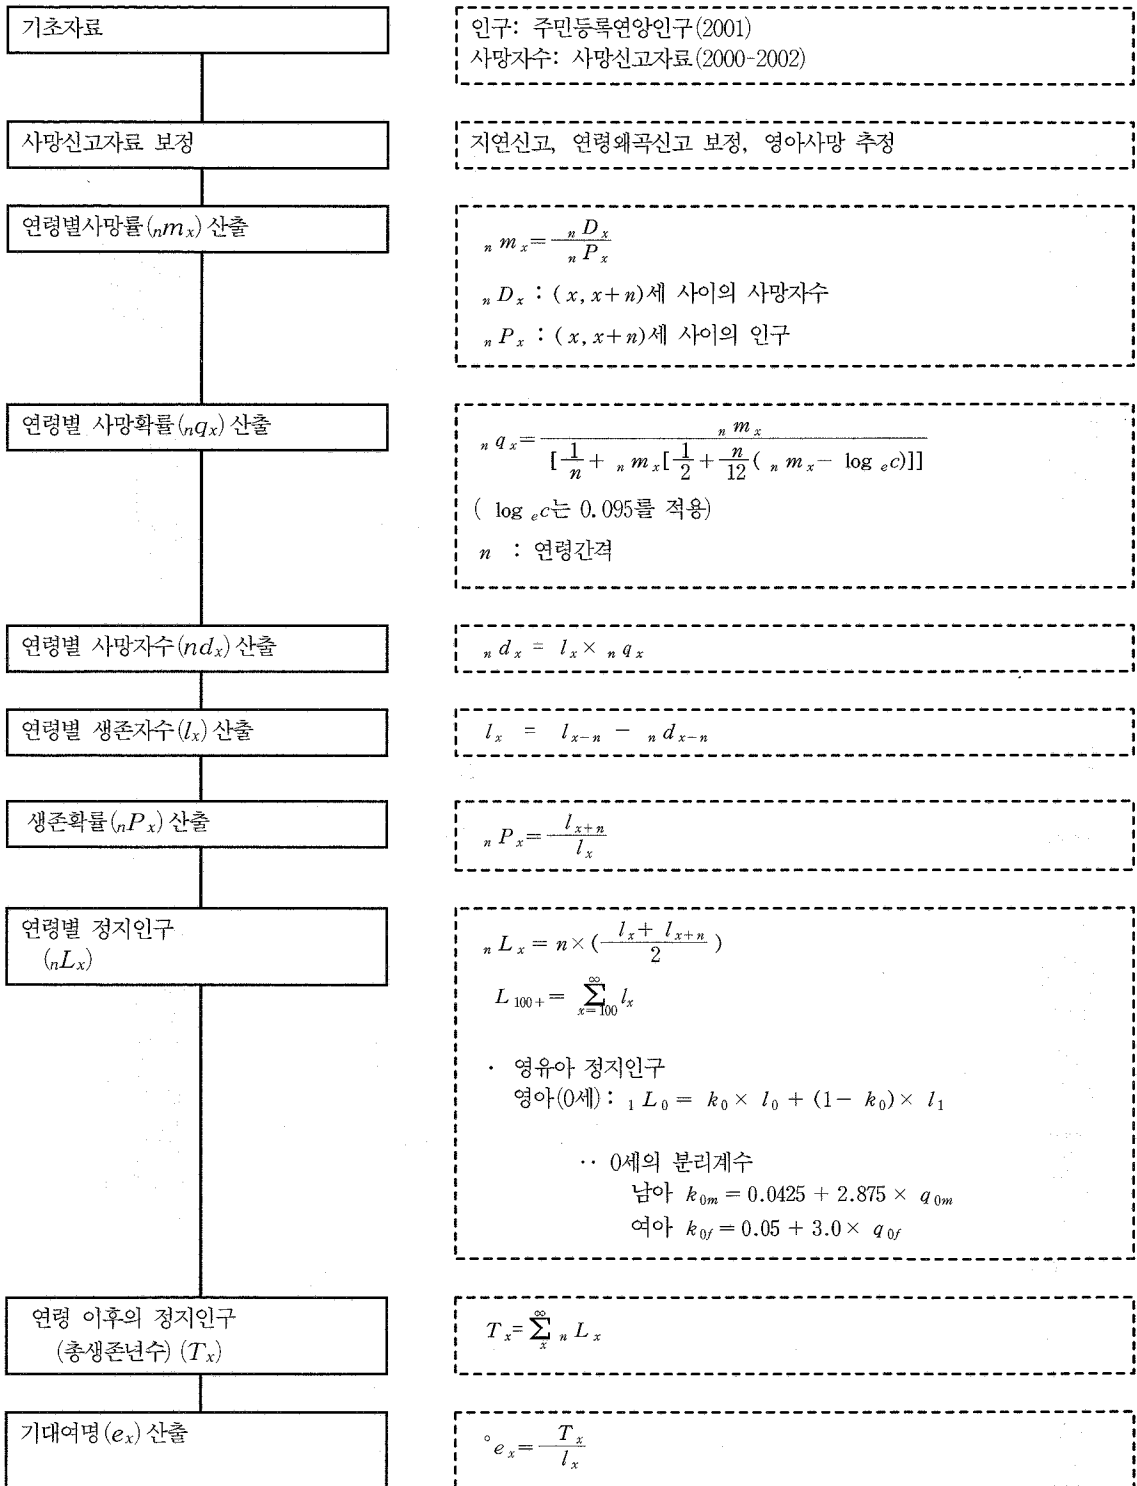 기초자료
인구: 주민등록연앙인구(2001)
사망자수: 사망신고자료(2000-2002)
사망신고자료 보정
지연신고, 연령왜곡신고 보정, 영아사망 추정
연령별사망률(ₙmₓ) 산출
ₙmₓ = ₙDₓ / ₙPₓ
ₙDₓ : (x, x+n)세 사이의 사망자수
ₙPₓ : (x, x+n)세 사이의 인구
연령별 사망확률(ₙqₓ) 산출
ₙqₓ = ₙmₓ / [1/n + ₙmₓ[1/2 + n/12(ₙmₓ − logₑc)]]
( logₑc는 0.095를 적용)
n : 연령간격
연령별 사망자수(ndₓ) 산출
ₙdₓ = lₓ × ₙqₓ
연령별 생존자수(lₓ) 산출
lₓ = lₓ₋ₙ − ₙdₓ₋ₙ
생존확률(ₙPₓ) 산출
ₙPₓ = lₓ₊ₙ / lₓ
연령별 정지인구
(ₙLₓ)
ₙLₓ = n×( (lₓ + lₓ₊ₙ) / 2 )
L₁₀₀₊ = ∑_{x=100}^{∞} lₓ
· 영유아 정지인구
영아(0세) : ₁L₀ = k₀ × l₀ + (1− k₀) × l₁
·· 0세의 분리계수
남아 k₀ₘ = 0.0425 + 2.875 × q₀ₘ
여아 k_{0f} = 0.05 + 3.0 × q_{0f}
연령 이후의 정지인구
(총생존년수) (Tₓ)
Tₓ = ∑_{x}^{∞} ₙLₓ
기대여명(eₓ) 산출
°eₓ = Tₓ / lₓ